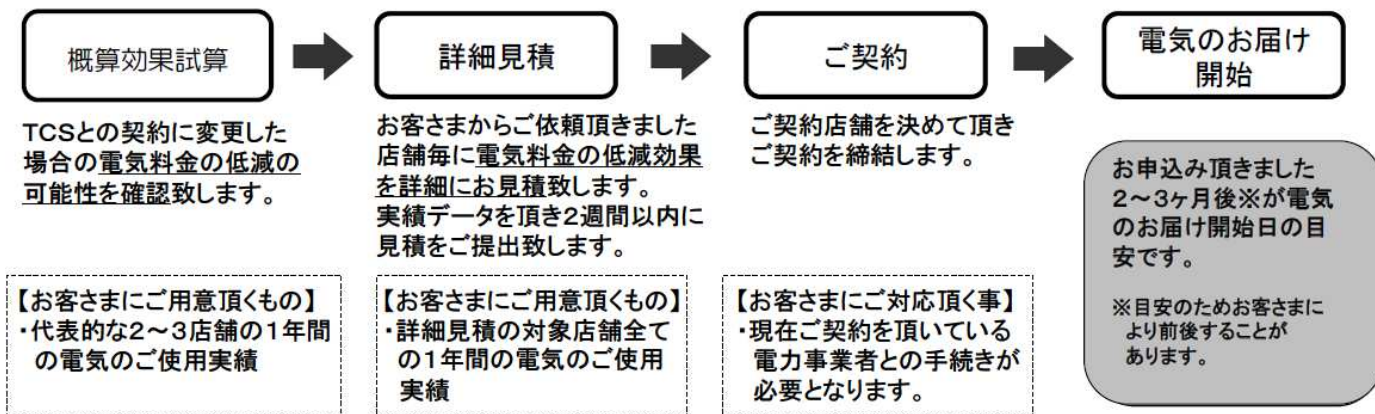 概算効果試算
詳細見積
ご契約
電気のお届け
開始
TCSとの契約に変更した
場合の電気料金の低減の
可能性を確認致します。
お客さまからご依頼頂きました
店舗毎に電気料金の低減効果
を詳細にお見積致します。
実績データを頂き2週間以内に
見積をご提出致します。
ご契約店舗を決めて頂き
ご契約を締結します。
お申込み頂きました
2～3ヶ月後※が電気
のお届け開始日の目
安です。
※目安のためお客さまに
より前後することが
あります。
【お客さまにご用意頂くもの】
・代表的な2～3店舗の1年間
の電気のご使用実績
【お客さまにご用意頂くもの】
・詳細見積の対象店舗全て
の1年間の電気のご使用
実績
【お客さまにご対応頂く事】
・現在ご契約を頂いている
電力事業者との手続きが
必要となります。